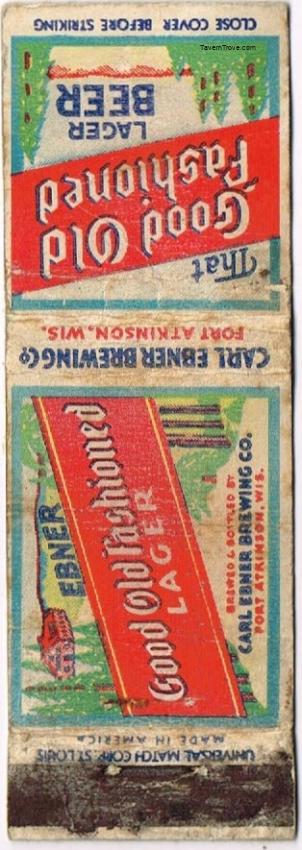 TavernTrove.com
CLOSE COVER BEFORE STRIKING
That
Good Old
Fashioned
LAGER
BEER
CARL EBNER BREWING Co
FORT ATKINSON, WIS.
EBNER
Good Old Fashioned
LAGER
BREWED & BOTTLED BY
CARL EBNER BREWING CO.
FORT ATKINSON, WIS.
UNIVERSAL MATCH CORP. ST. LOUIS
MADE IN AMERICA